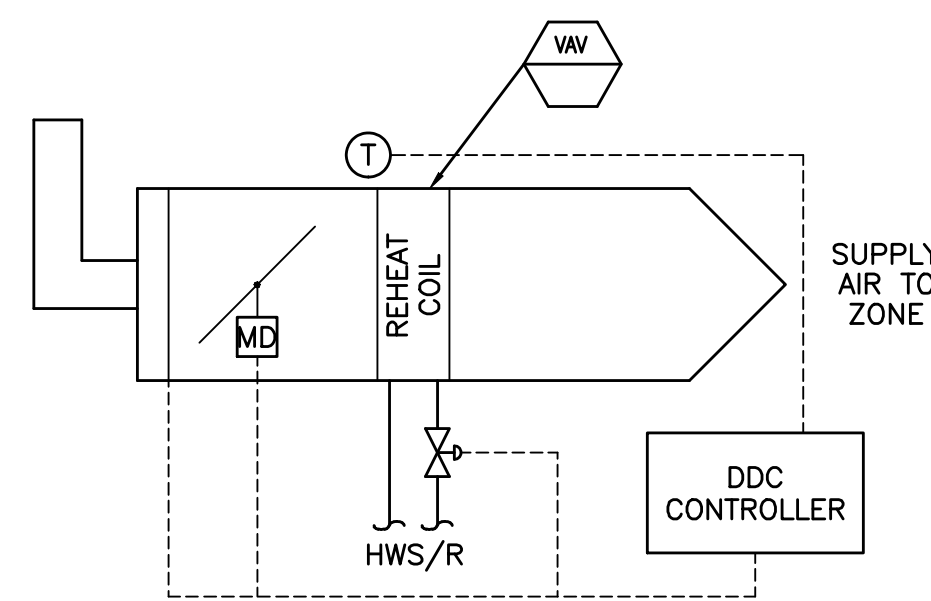 VAV
T
REHEAT
COIL
SUPPLY
AIR TO
ZONE
MD
DDC
CONTROLLER
HWS/R